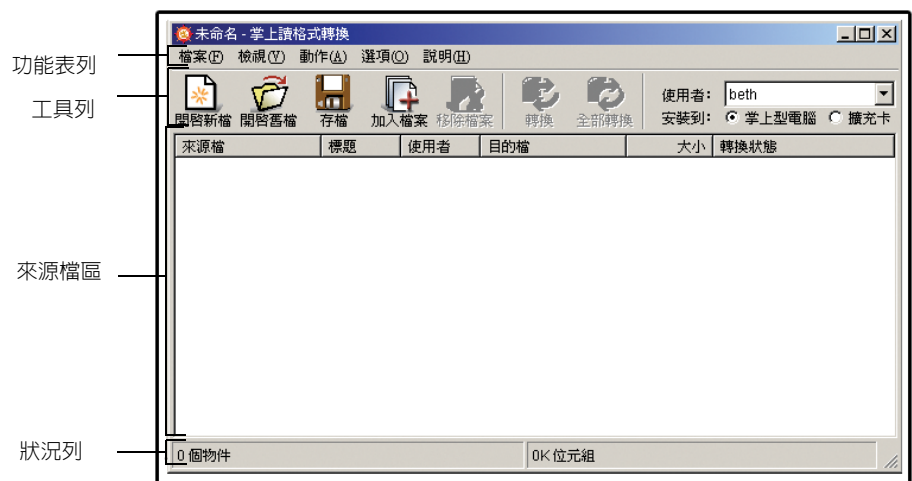 未命名 - 掌上讀格式轉換
功能表列
檔案(F) 檢視(V) 動作(A) 選項(O) 説明(H)
工具列
開啓新檔 開啓舊檔 存檔 加入檔案 移除檔案 轉換 全部轉換
使用者: beth
安裝到: 掌上型電腦 擴充卡
來源檔 標題 使用者 目的檔 大小 轉換狀態
來源檔區
狀況列
0 個物件 0K 位元組